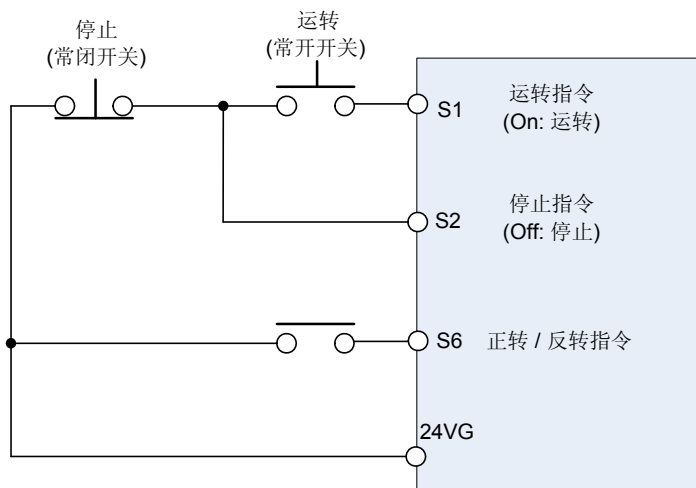 停止
(常闭开关)
运转
(常开开关)
S1
运转指令
(On: 运转)
S2
停止指令
(Off: 停止)
S6
正转 / 反转指令
24VG